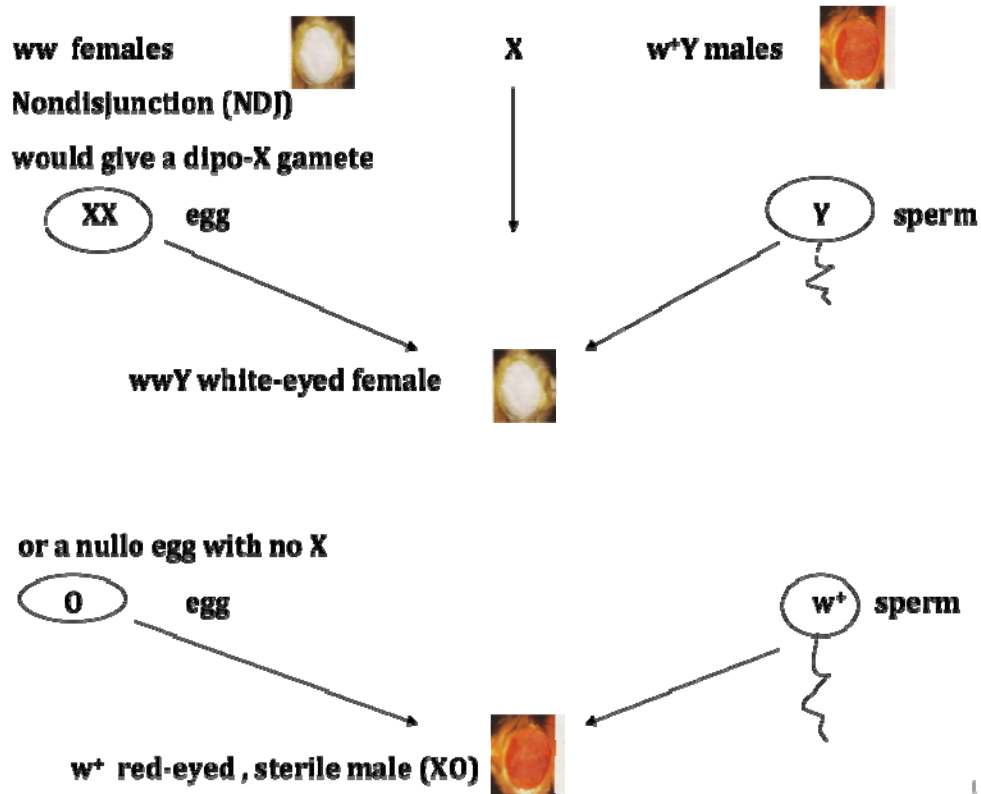 ww females X w⁺Y males
Nondisjunction (NDJ)
would give a dipo-X gamete
XX egg Y sperm
wwY white-eyed female
or a nullo egg with no X
O egg w⁺ sperm
w⁺ red-eyed , sterile male (XO)